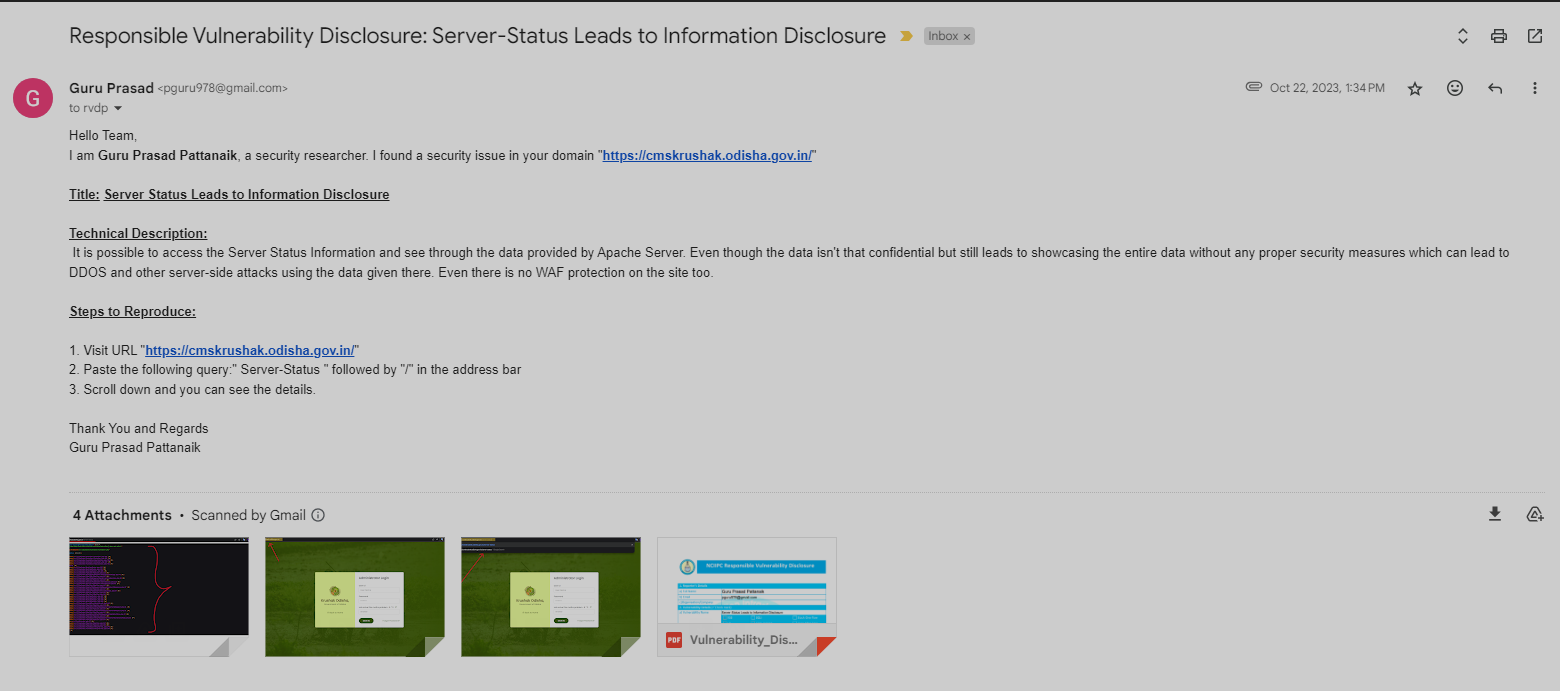 Responsible Vulnerability Disclosure: Server-Status Leads to Information Disclosure Inbox ×
G
Guru Prasad <pguru978@gmail.com> Oct 22, 2023, 1:34 PM
to rvdp
Hello Team,
I am Guru Prasad Pattanaik, a security researcher. I found a security issue in your domain "https://cmskrushak.odisha.gov.in/"
Title: Server Status Leads to Information Disclosure
Technical Description:
It is possible to access the Server Status Information and see through the data provided by Apache Server. Even though the data isn't that confidential but still leads to showcasing the entire data without any proper security measures which can lead to
DDOS and other server-side attacks using the data given there. Even there is no WAF protection on the site too.
Steps to Reproduce:
1. Visit URL "https://cmskrushak.odisha.gov.in/"
2. Paste the following query:" Server-Status " followed by "/" in the address bar
3. Scroll down and you can see the details.
Thank You and Regards
Guru Prasad Pattanaik
4 Attachments • Scanned by Gmail
NCIIPC Responsible Vulnerability Disclosure
Guru Prasad Pattanaik
pguru978@gmail.com
Server Status Leads to Information Disclosure
PDF Vulnerability_Dis...